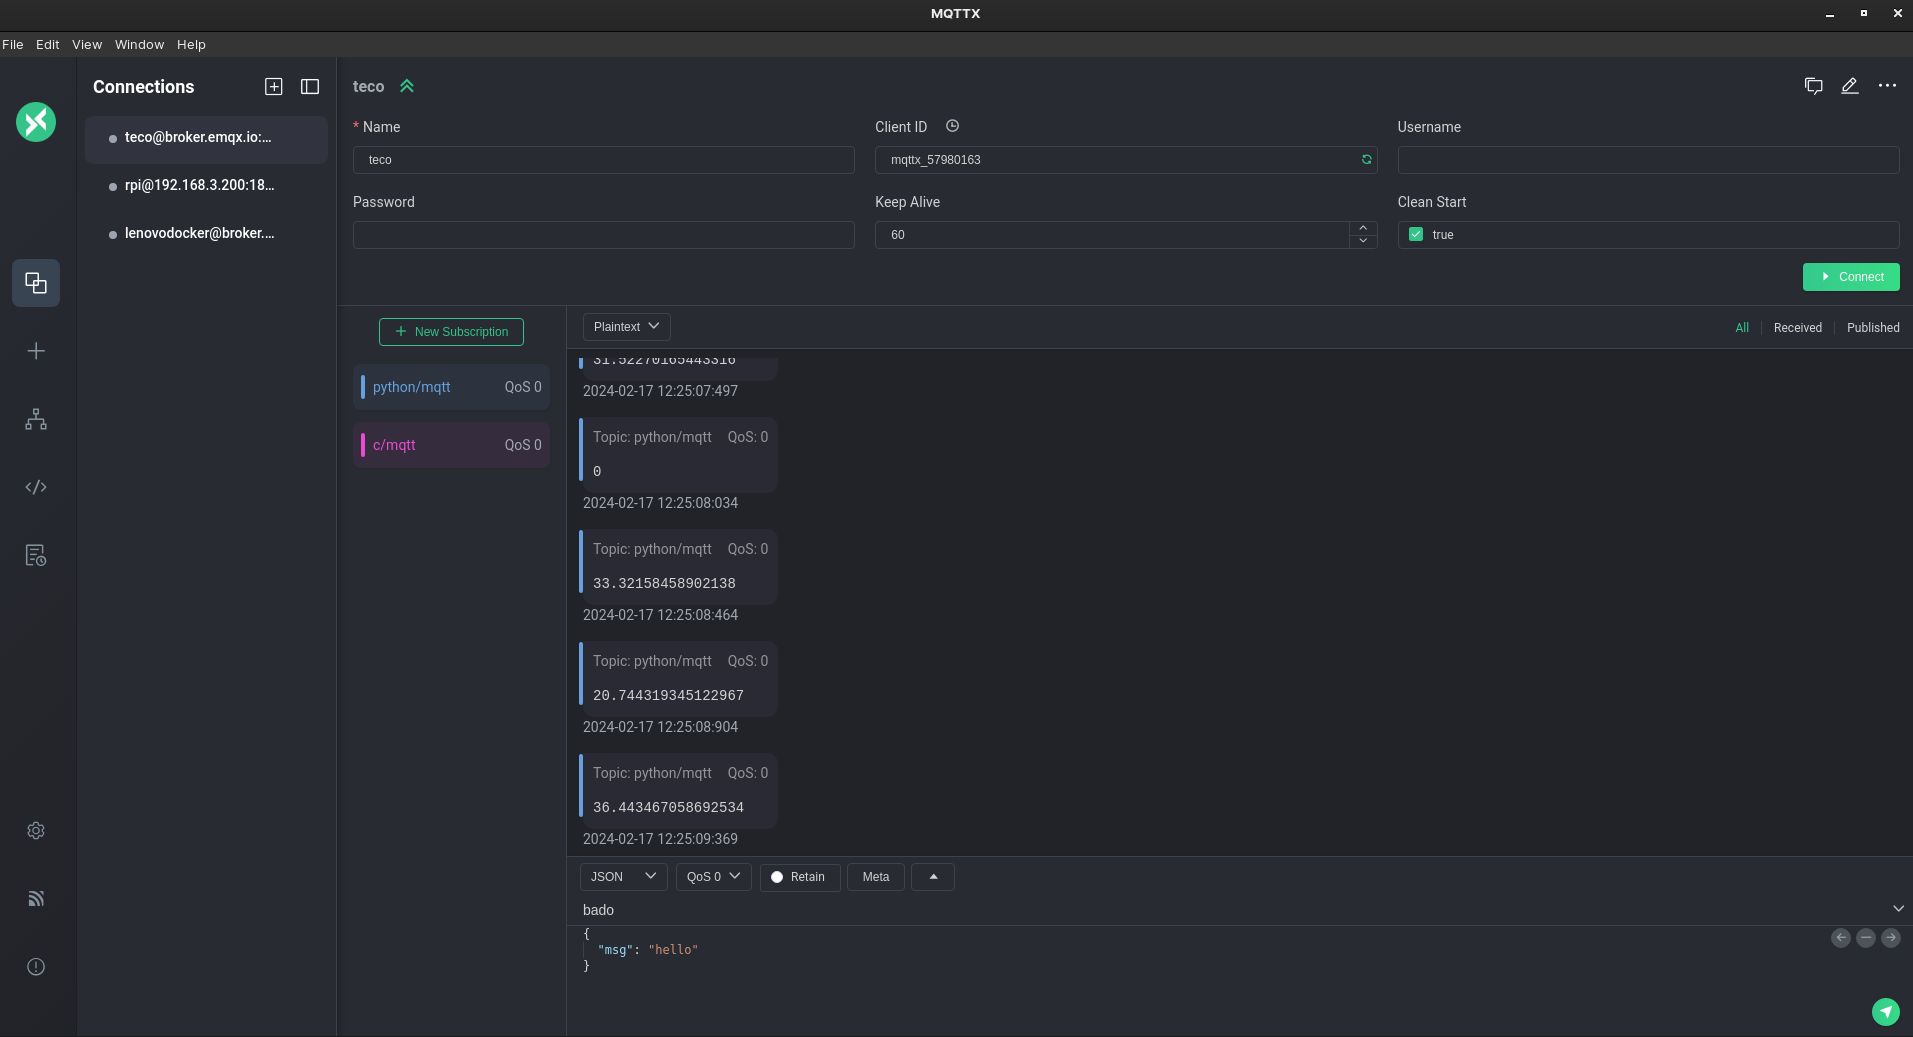 MQTTX
File Edit View Window Help
Connections
teco@broker.emqx.io:...
rpi@192.168.3.200:18...
lenovodocker@broker....
teco
* Name
Client ID
Username
teco
mqttx_57980163
Password
Keep Alive
Clean Start
60
true
Connect
New Subscription
python/mqtt QoS 0
c/mqtt QoS 0
Plaintext
All Received Published
31.52270165443316
2024-02-17 12:25:07:497
Topic: python/mqtt QoS: 0
0
2024-02-17 12:25:08:034
Topic: python/mqtt QoS: 0
33.32158458902138
2024-02-17 12:25:08:464
Topic: python/mqtt QoS: 0
20.744319345122967
2024-02-17 12:25:08:904
Topic: python/mqtt QoS: 0
36.443467058692534
2024-02-17 12:25:09:369
JSON QoS 0 Retain Meta
bado
{
"msg": "hello"
}